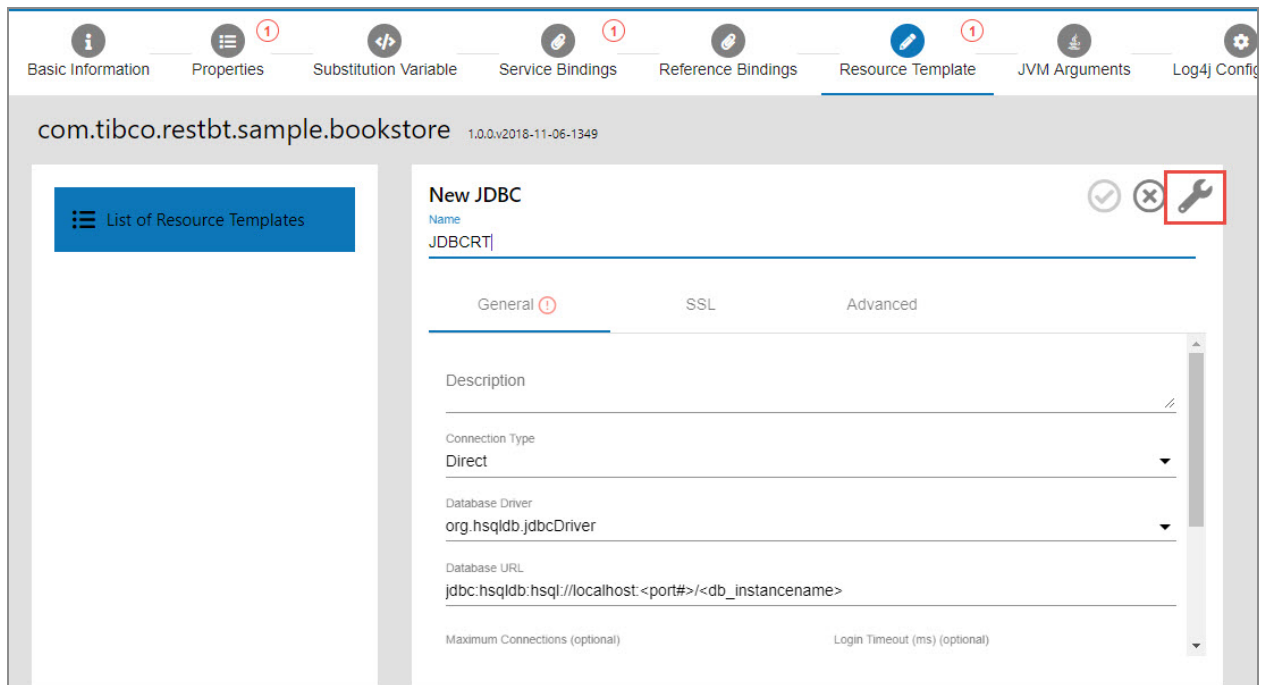 1 1 1
Basic Information Properties Substitution Variable Service Bindings Reference Bindings Resource Template JVM Arguments Log4j Config
com.tibco.restbt.sample.bookstore 1.0.0.v2018-11-06-1349
List of Resource Templates
New JDBC
Name
JDBCRT
General SSL Advanced
Description
Connection Type
Direct
Database Driver
org.hsqldb.jdbcDriver
Database URL
jdbc:hsqldb:hsql://localhost:<port#>/<db_instancename>
Maximum Connections (optional) Login Timeout (ms) (optional)